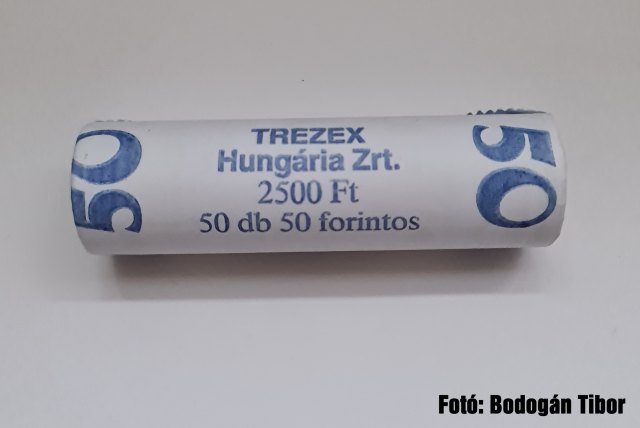 50
TREZEX
Hungária Zrt.
2500 Ft
50 db 50 forintos
50
Fotó: Bodogán Tibor